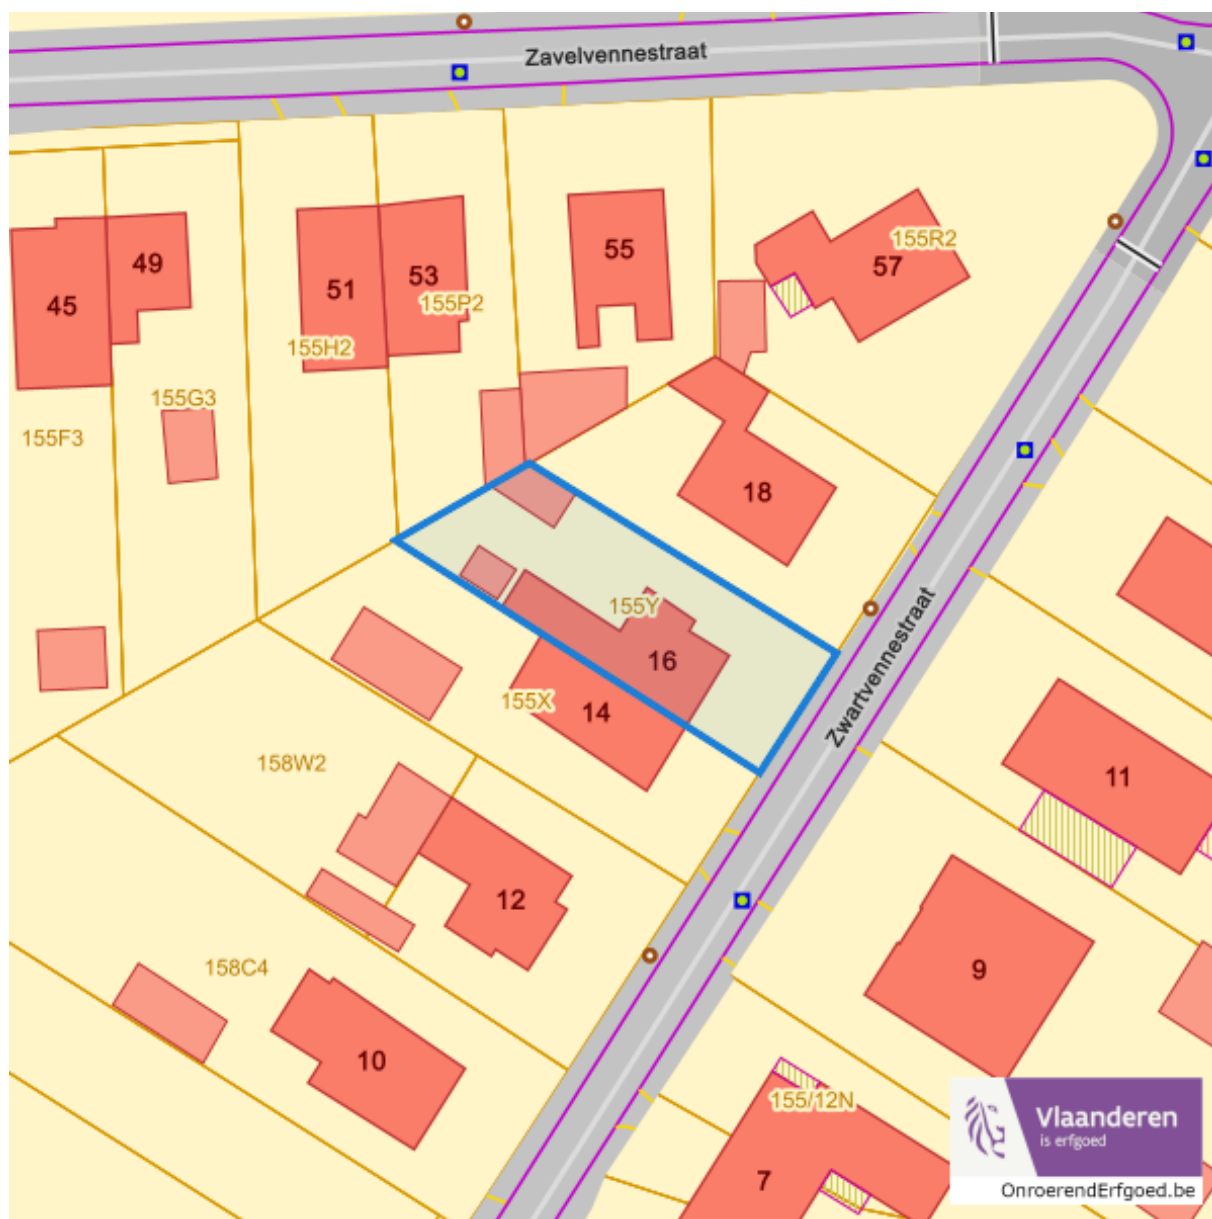 Zavelvennestraat
49
45
51
53
55
155R2
57
155P2
155H2
155G3
155F3
18
155Y
16
155X
14
Zwartvennestraat
158W2
11
12
158C4
9
10
155/12N
7
Vlaanderen
is erfgoed
OnroerendErfgoed.be